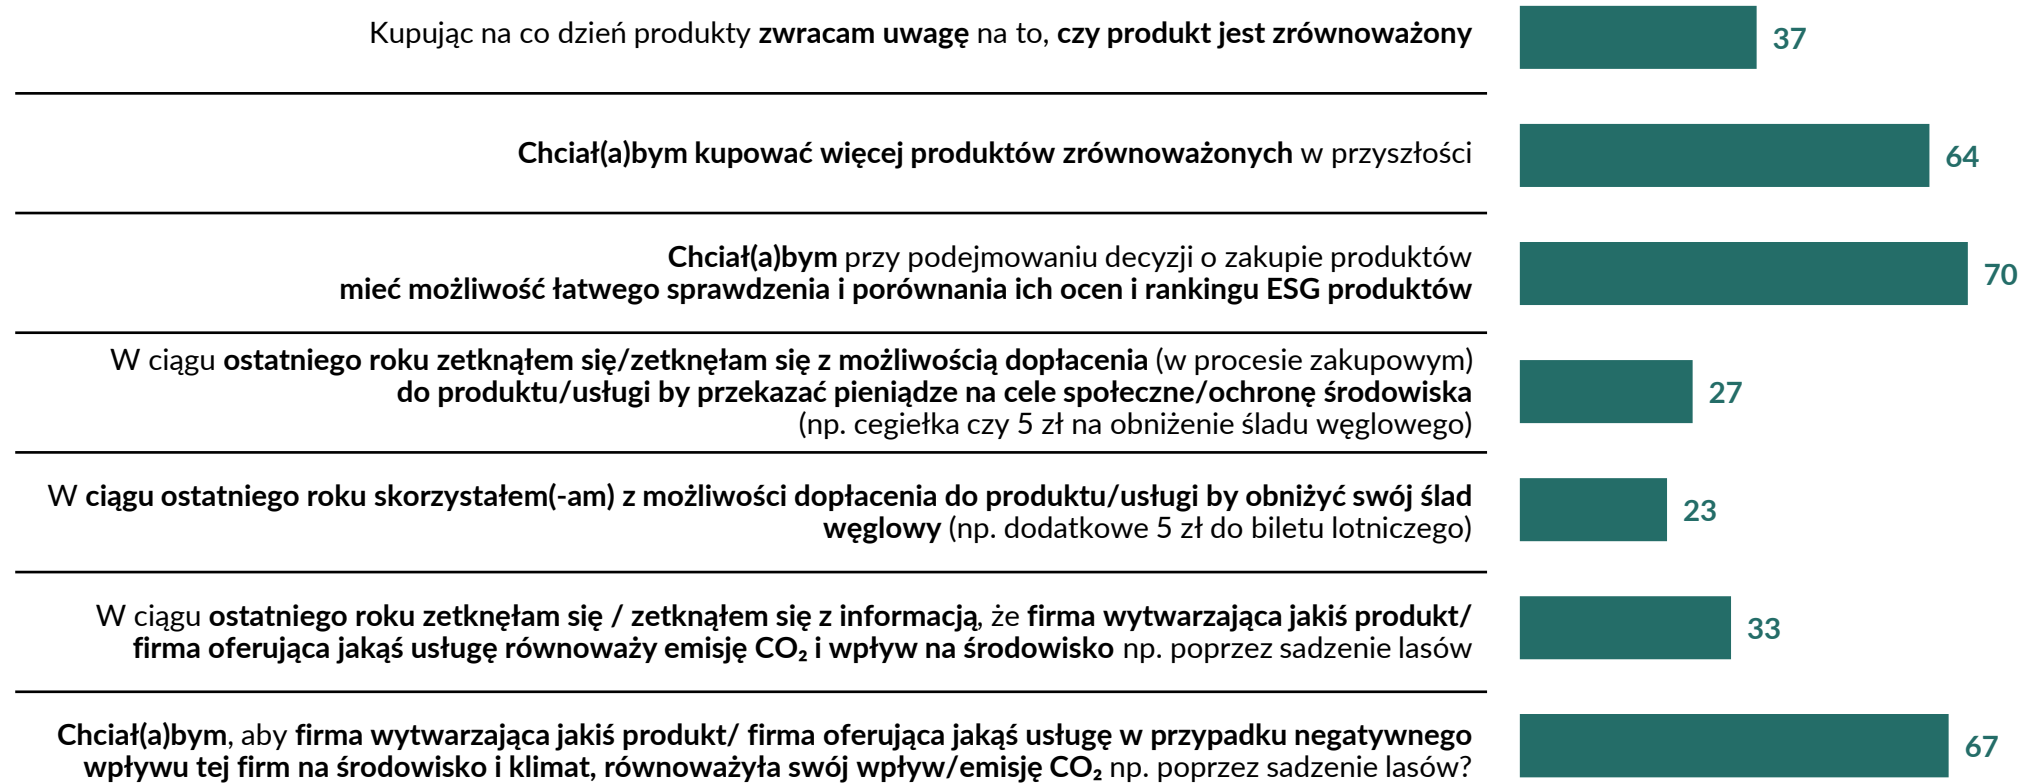 Kupując na co dzień produkty zwracam uwagę na to, czy produkt jest zrównoważony
37
Chciał(a)bym kupować więcej produktów zrównoważonych w przyszłości
64
Chciał(a)bym przy podejmowaniu decyzji o zakupie produktów
mieć możliwość łatwego sprawdzenia i porównania ich ocen i rankingu ESG produktów
70
W ciągu ostatniego roku zetknąłem się/zetknęłam się z możliwością dopłacenia (w procesie zakupowym)
do produktu/usługi by przekazać pieniądze na cele społeczne/ochronę środowiska
(np. cegiełka czy 5 zł na obniżenie śladu węglowego)
27
W ciągu ostatniego roku skorzystałem(-am) z możliwości dopłacenia do produktu/usługi by obniżyć swój ślad
węglowy (np. dodatkowe 5 zł do biletu lotniczego)
23
W ciągu ostatniego roku zetknęłam się / zetknąłem się z informacją, że firma wytwarzająca jakiś produkt/
firma oferująca jakąś usługę równoważy emisję CO₂ i wpływ na środowisko np. poprzez sadzenie lasów
33
Chciał(a)bym, aby firma wytwarzająca jakiś produkt/ firma oferująca jakąś usługę w przypadku negatywnego
wpływu tej firm na środowisko i klimat, równoważyła swój wpływ/emisję CO₂ np. poprzez sadzenie lasów?
67